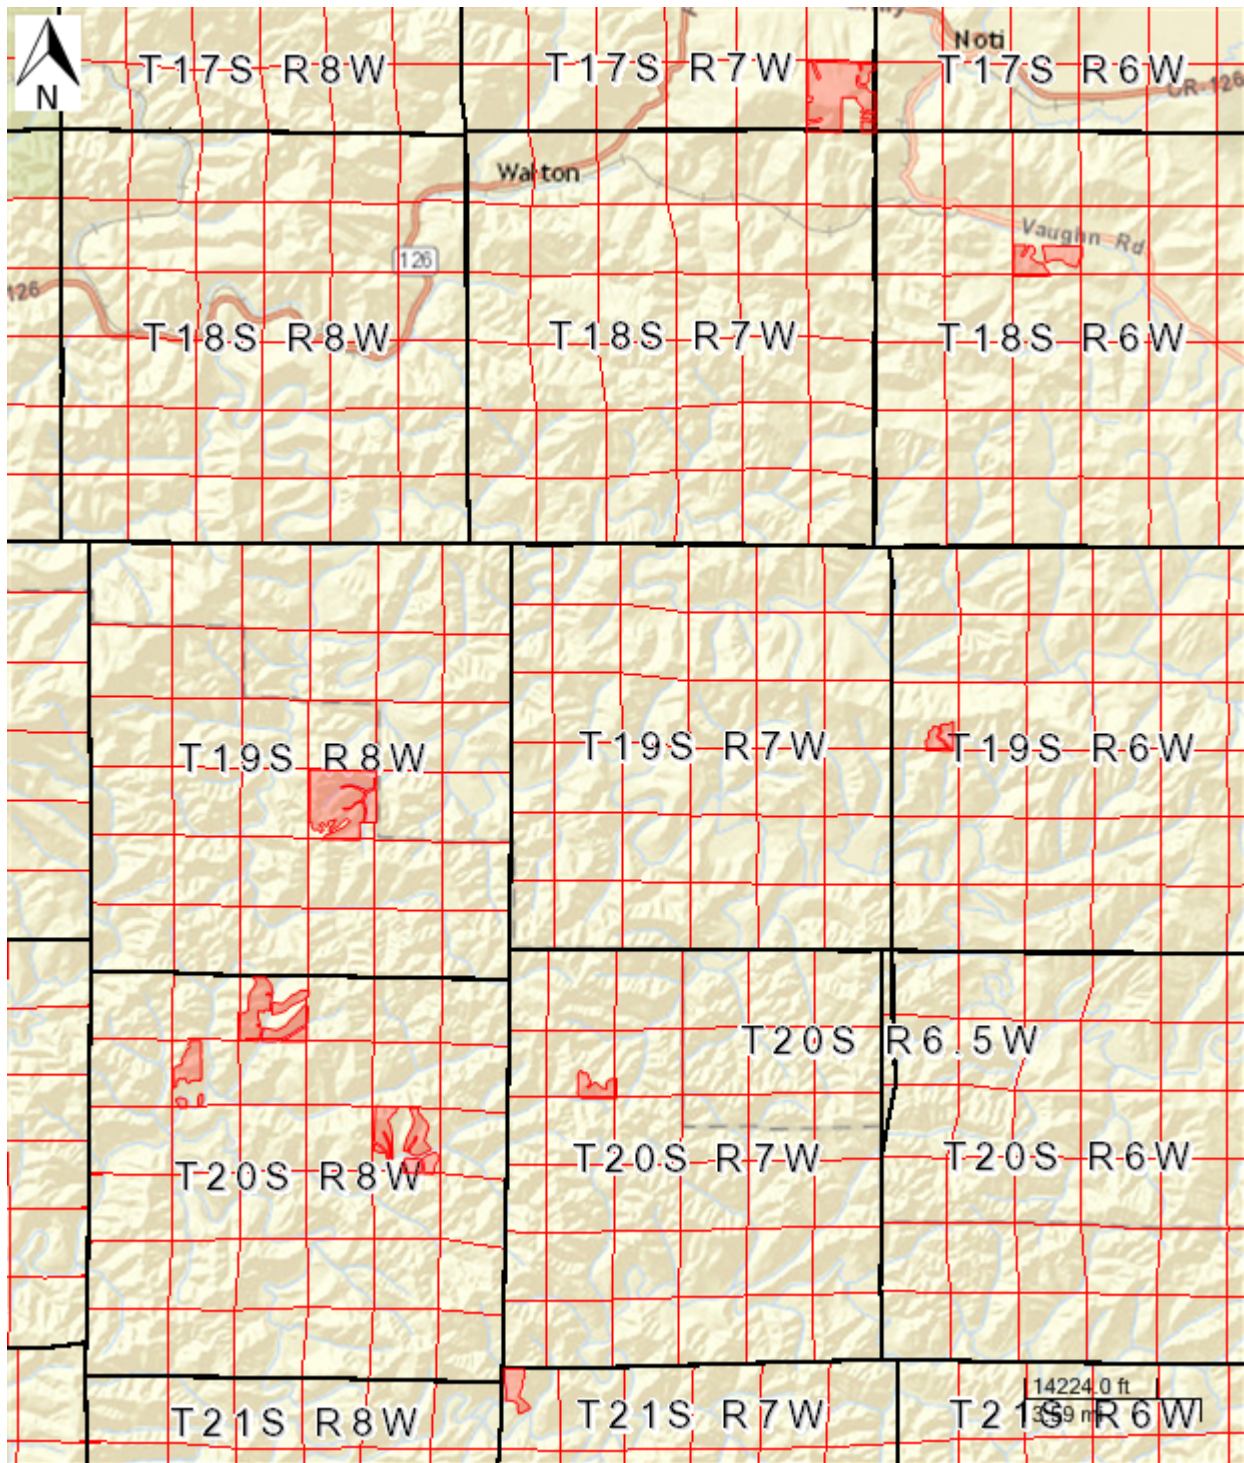 Noti
T17S R8W
T17S R7W
T17S R6W
OR-126
N
Walton
Vaughn Rd
126
126
T18S R8W
T18S R7W
T18S R6W
T19S R8W
T19S R7W
T19S R6W
T20S R6.5W
T20S R8W
T20S R7W
T20S R6W
14224.0 ft
T21S R8W
T21S R7W
T21S R6W